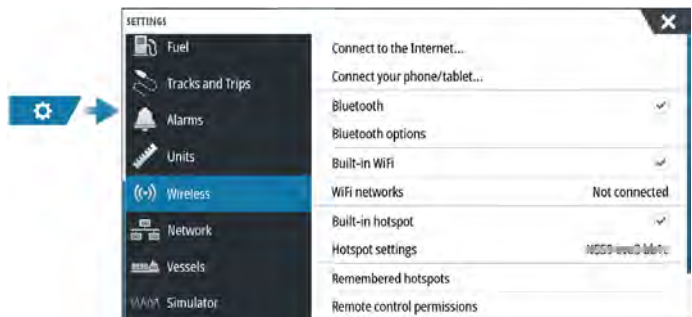 SETTINGS
Fuel
Tracks and Trips
Alarms
Units
Wireless
Network
Vessels
Simulator
Connect to the Internet...
Connect your phone/tablet...
Bluetooth
Bluetooth options
Built-in WiFi
WiFi networks Not connected
Built-in hotspot
Hotspot settings
Remembered hotspots
Remote control permissions